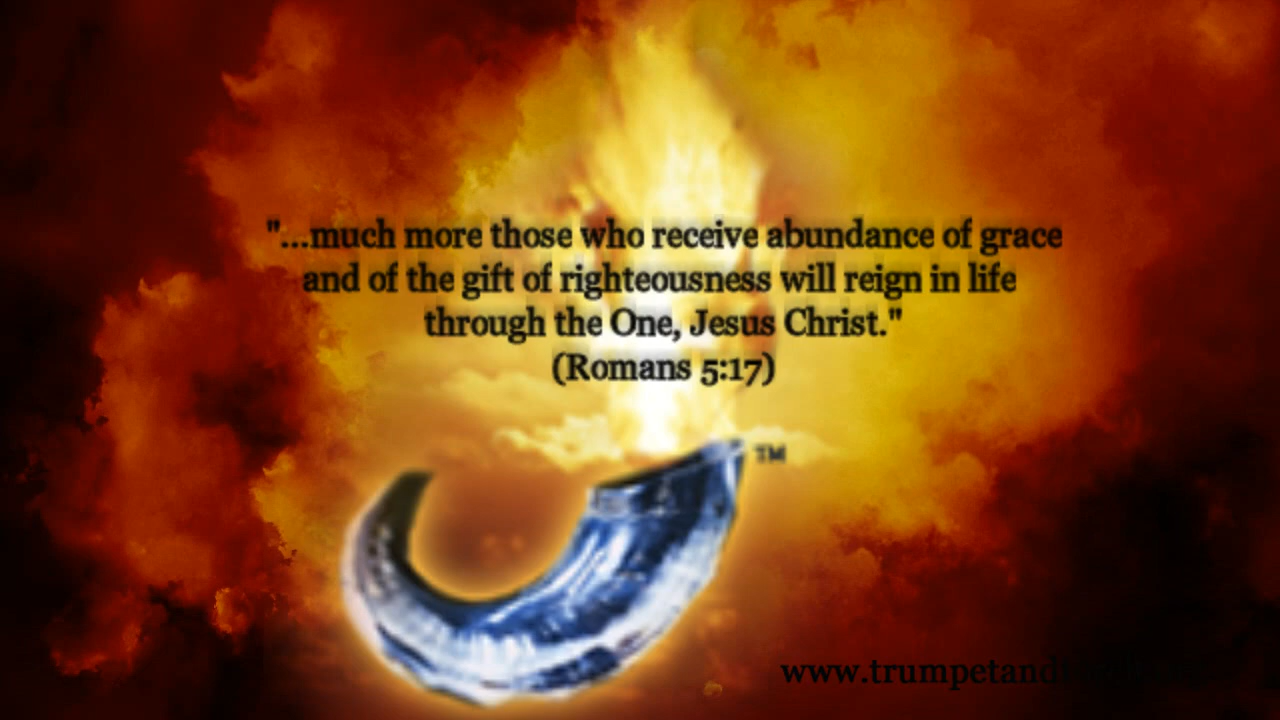 "...much more those who receive abundance of grace
and of the gift of righteousness will reign in life
through the One, Jesus Christ."
(Romans 5:17)
TM